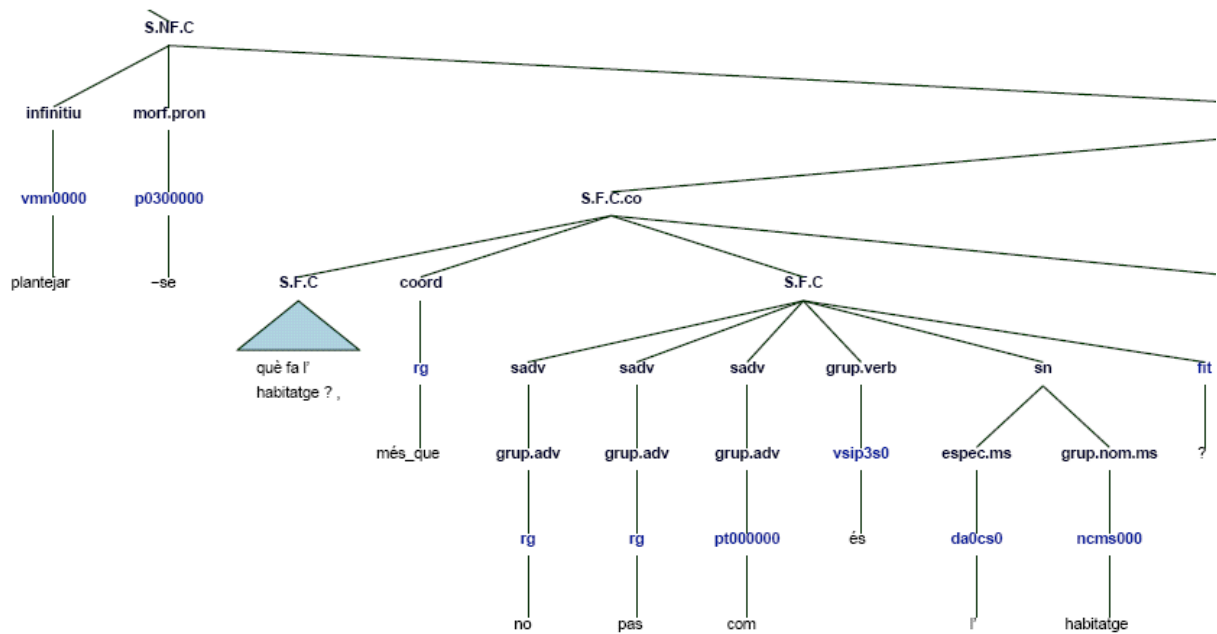 S.NF.C
infinitiu morf.pron
vmn0000 p0300000
S.F.C.co
plantejar −se S.F.C coord S.F.C
què fa l'
habitatge ? ,
rg sadv sadv sadv grup.verb sn fit
més_que grup.adv grup.adv grup.adv vsip3s0 espec.ms grup.nom.ms ?
rg rg pt000000 és da0cs0 ncms000
no pas com l' habitatge